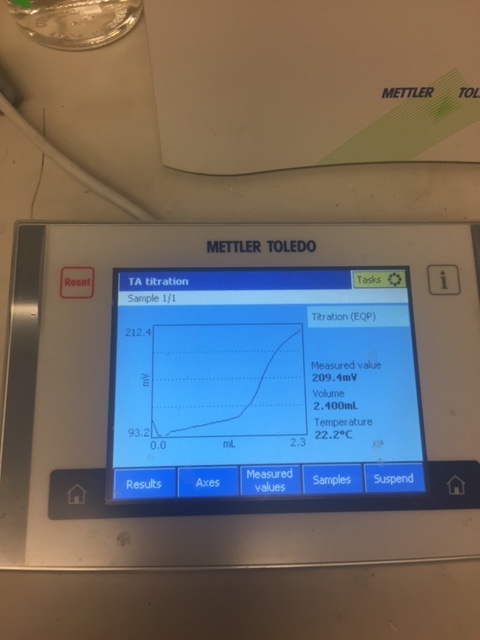 METTLER TOL
METTLER TOLEDO
Reset
TA titration
Tasks
i
Sample 1/1
Titration (EQP)
212.4
mV
93.2
0.0
mL
2.3
Measured value
209.4mV
Volume
2.400mL
Temperature
22.2°C
Results
Axes
Measured
values
Samples
Suspend